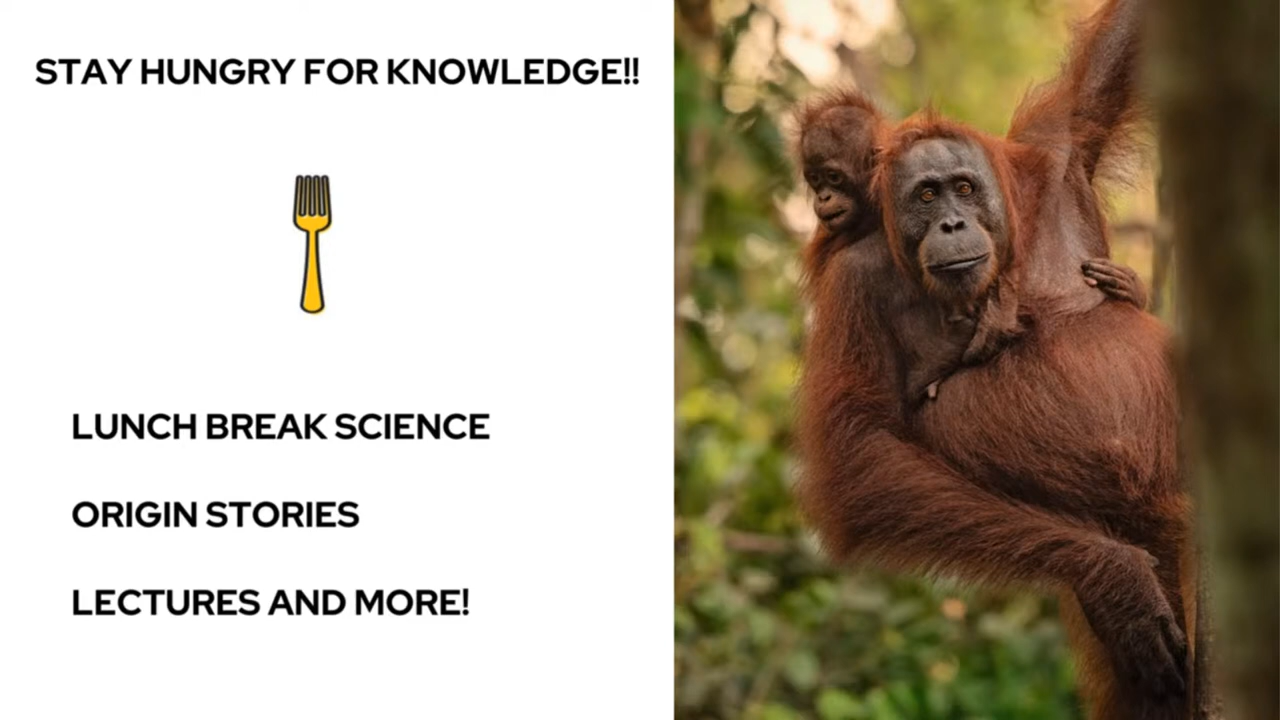 STAY HUNGRY FOR KNOWLEDGE!!
LUNCH BREAK SCIENCE
ORIGIN STORIES
LECTURES AND MORE!